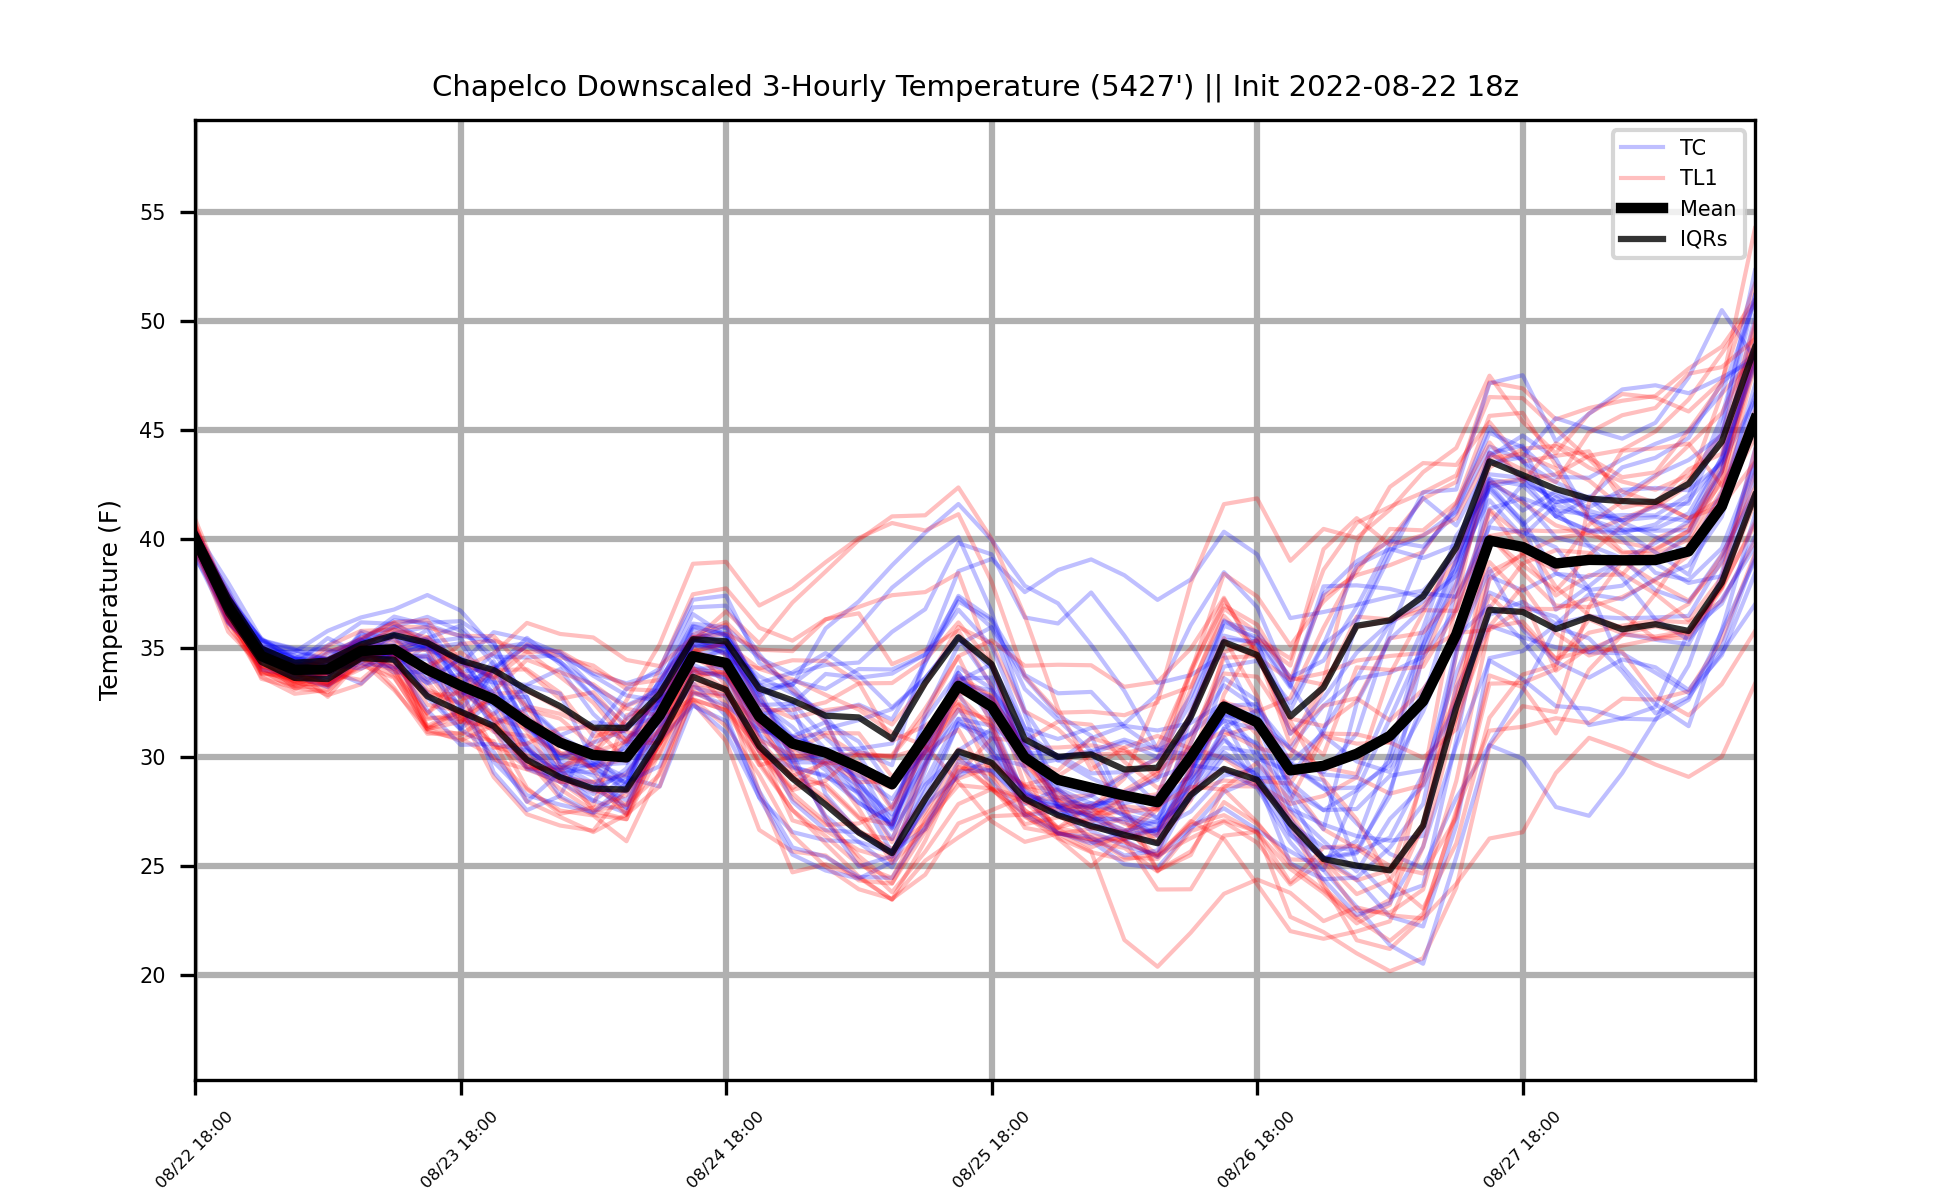 Chapelco Downscaled 3-Hourly Temperature (5427') || Init 2022-08-22 18z
TC
TL1
Mean
IQRs
Temperature (F)
55
50
45
40
35
30
25
20
08/22 18:00
08/23 18:00
08/24 18:00
08/25 18:00
08/26 18:00
08/27 18:00